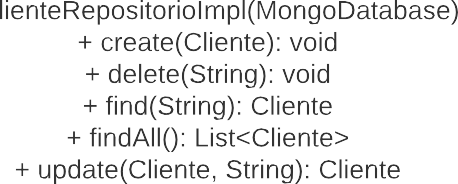 lienteRepositorioImpl(MongoDatabase)
+ create(Cliente): void
+ delete(String): void
+ find(String): Cliente
+ findAll(): List<Cliente>
+ update(Cliente, String): Cliente